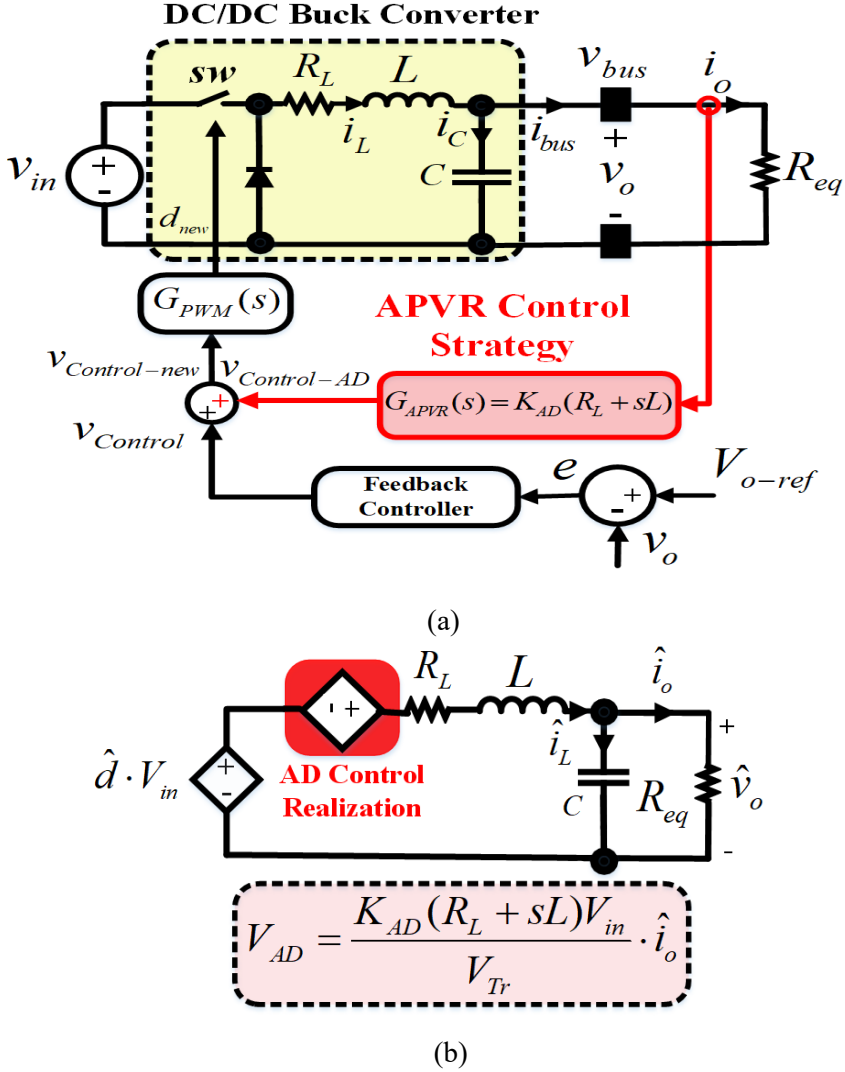 DC/DC Buck Converter
sw
R_L
L
v_bus
i_o
i_L
i_C
i_bus
+
-
v_in
C
+
v_o
-
R_eq
d_new
G_PWM(s)
APVR Control
Strategy
v_Control-new
v_Control-AD
+
+
G_APVR(s) = K_AD(R_L + sL)
v_Control
Feedback
Controller
e
+
-
V_o-ref
v_o
(a)
R_L
L
î_o
- +
î_L
+
AD Control
Realization
d̂ · V_in
+
-
C
R_eq
v̂_o
-
V_AD = K_AD(R_L + sL)V_in / V_Tr · î_o
(b)